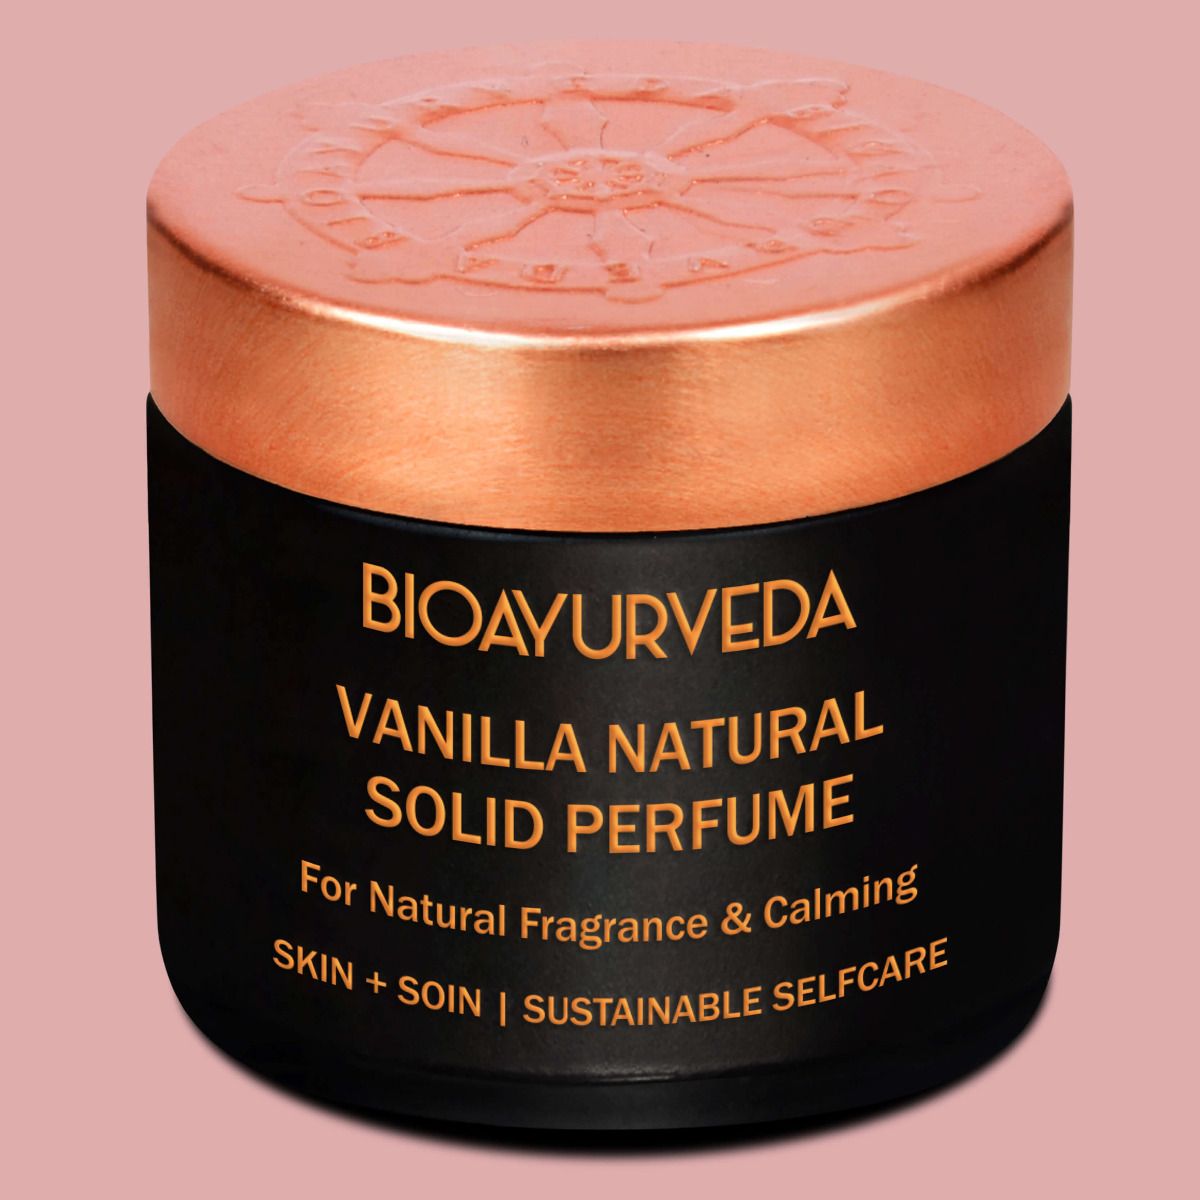 BIOAYURVEDA
VANILLA NATURAL
SOLID PERFUME
For Natural Fragrance & Calming
SKIN + SOIN | SUSTAINABLE SELFCARE